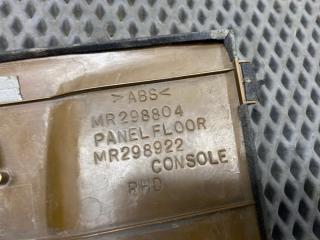 >ABS<
MR298804
PANEL FLOOR
MR298922
CONSOLE
RHD